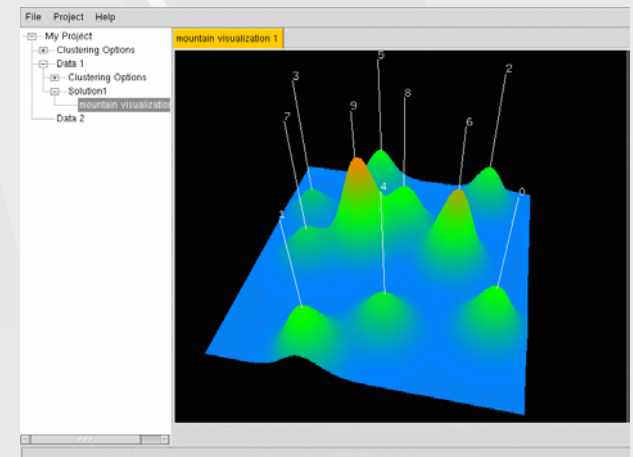 File Project Help
My Project
Clustering Options
Data 1
Clustering Options
Solution1
mountain visualization
Data 2
mountain visualization 1
5
3
2
8
9
7
6
4
0
1